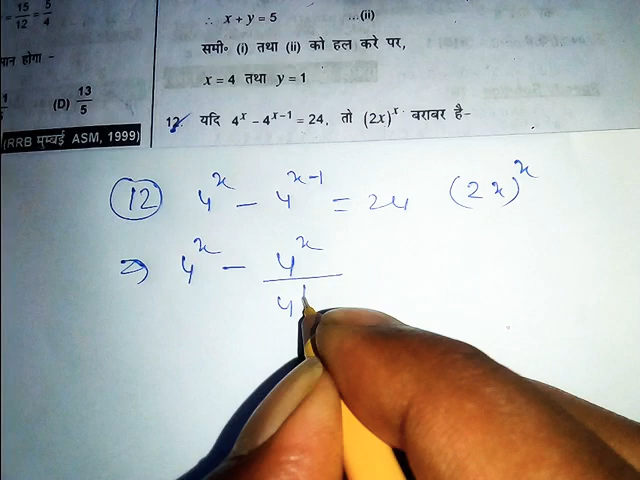 = 15/12 = 5/4
∴ x + y = 5 ...(ii)
समी॰ (i) तथा (ii) को हल करे पर,
मान होगा –
x = 4 तथा y = 1
(D) 13/5
12. यदि 4^x – 4^(x–1) = 24, तो (2x)^x बराबर है–
(RRB मुम्बई ASM, 1999)
(12) 4^x – 4^(x–1) = 24 (2x)^x
⇒ 4^x – 4^x/4^1